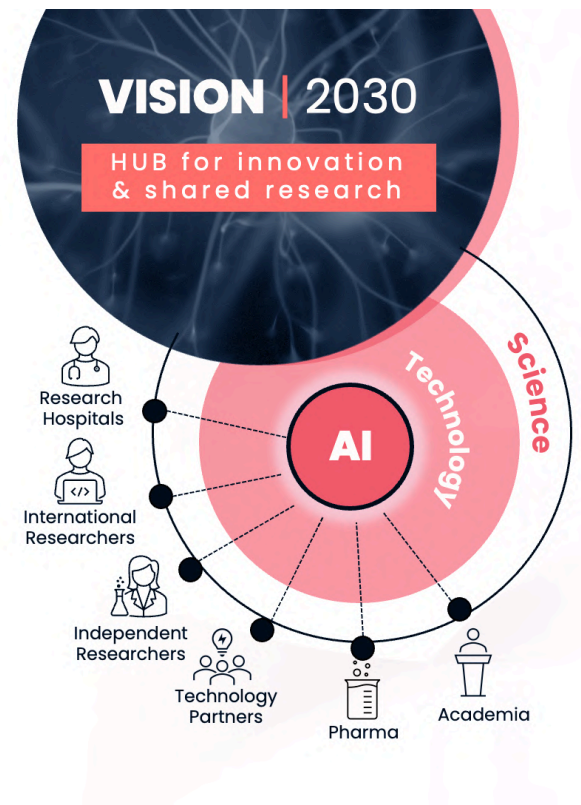 VISION | 2030
HUB for innovation
& shared research
Science
Technology
AI
Research
Hospitals
</>
International
Researchers
Independent
Researchers
Technology
Partners
Pharma
Academia